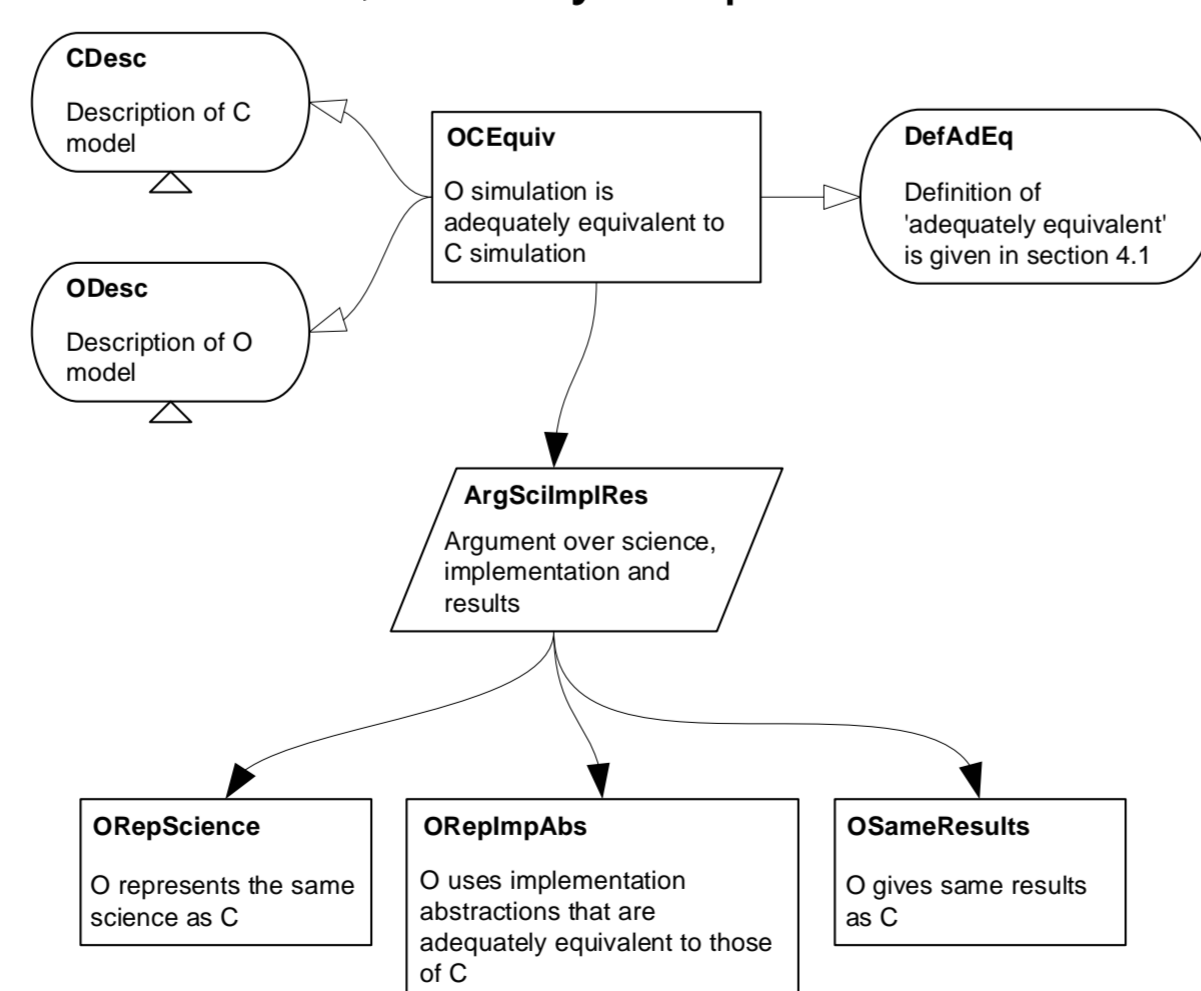 CDesc
Description of C
model
OCEquiv
O simulation is
adequately equivalent to
C simulation
DefAdEq
Definition of
'adequately equivalent'
is given in section 4.1
ODesc
Description of O
model
ArgSciImplRes
Argument over science,
implementation and
results
ORepScience
O represents the same
science as C
ORepImpAbs
O uses implementation
abstractions that are
adequately equivalent to those
of C
OSameResults
O gives same results
as C